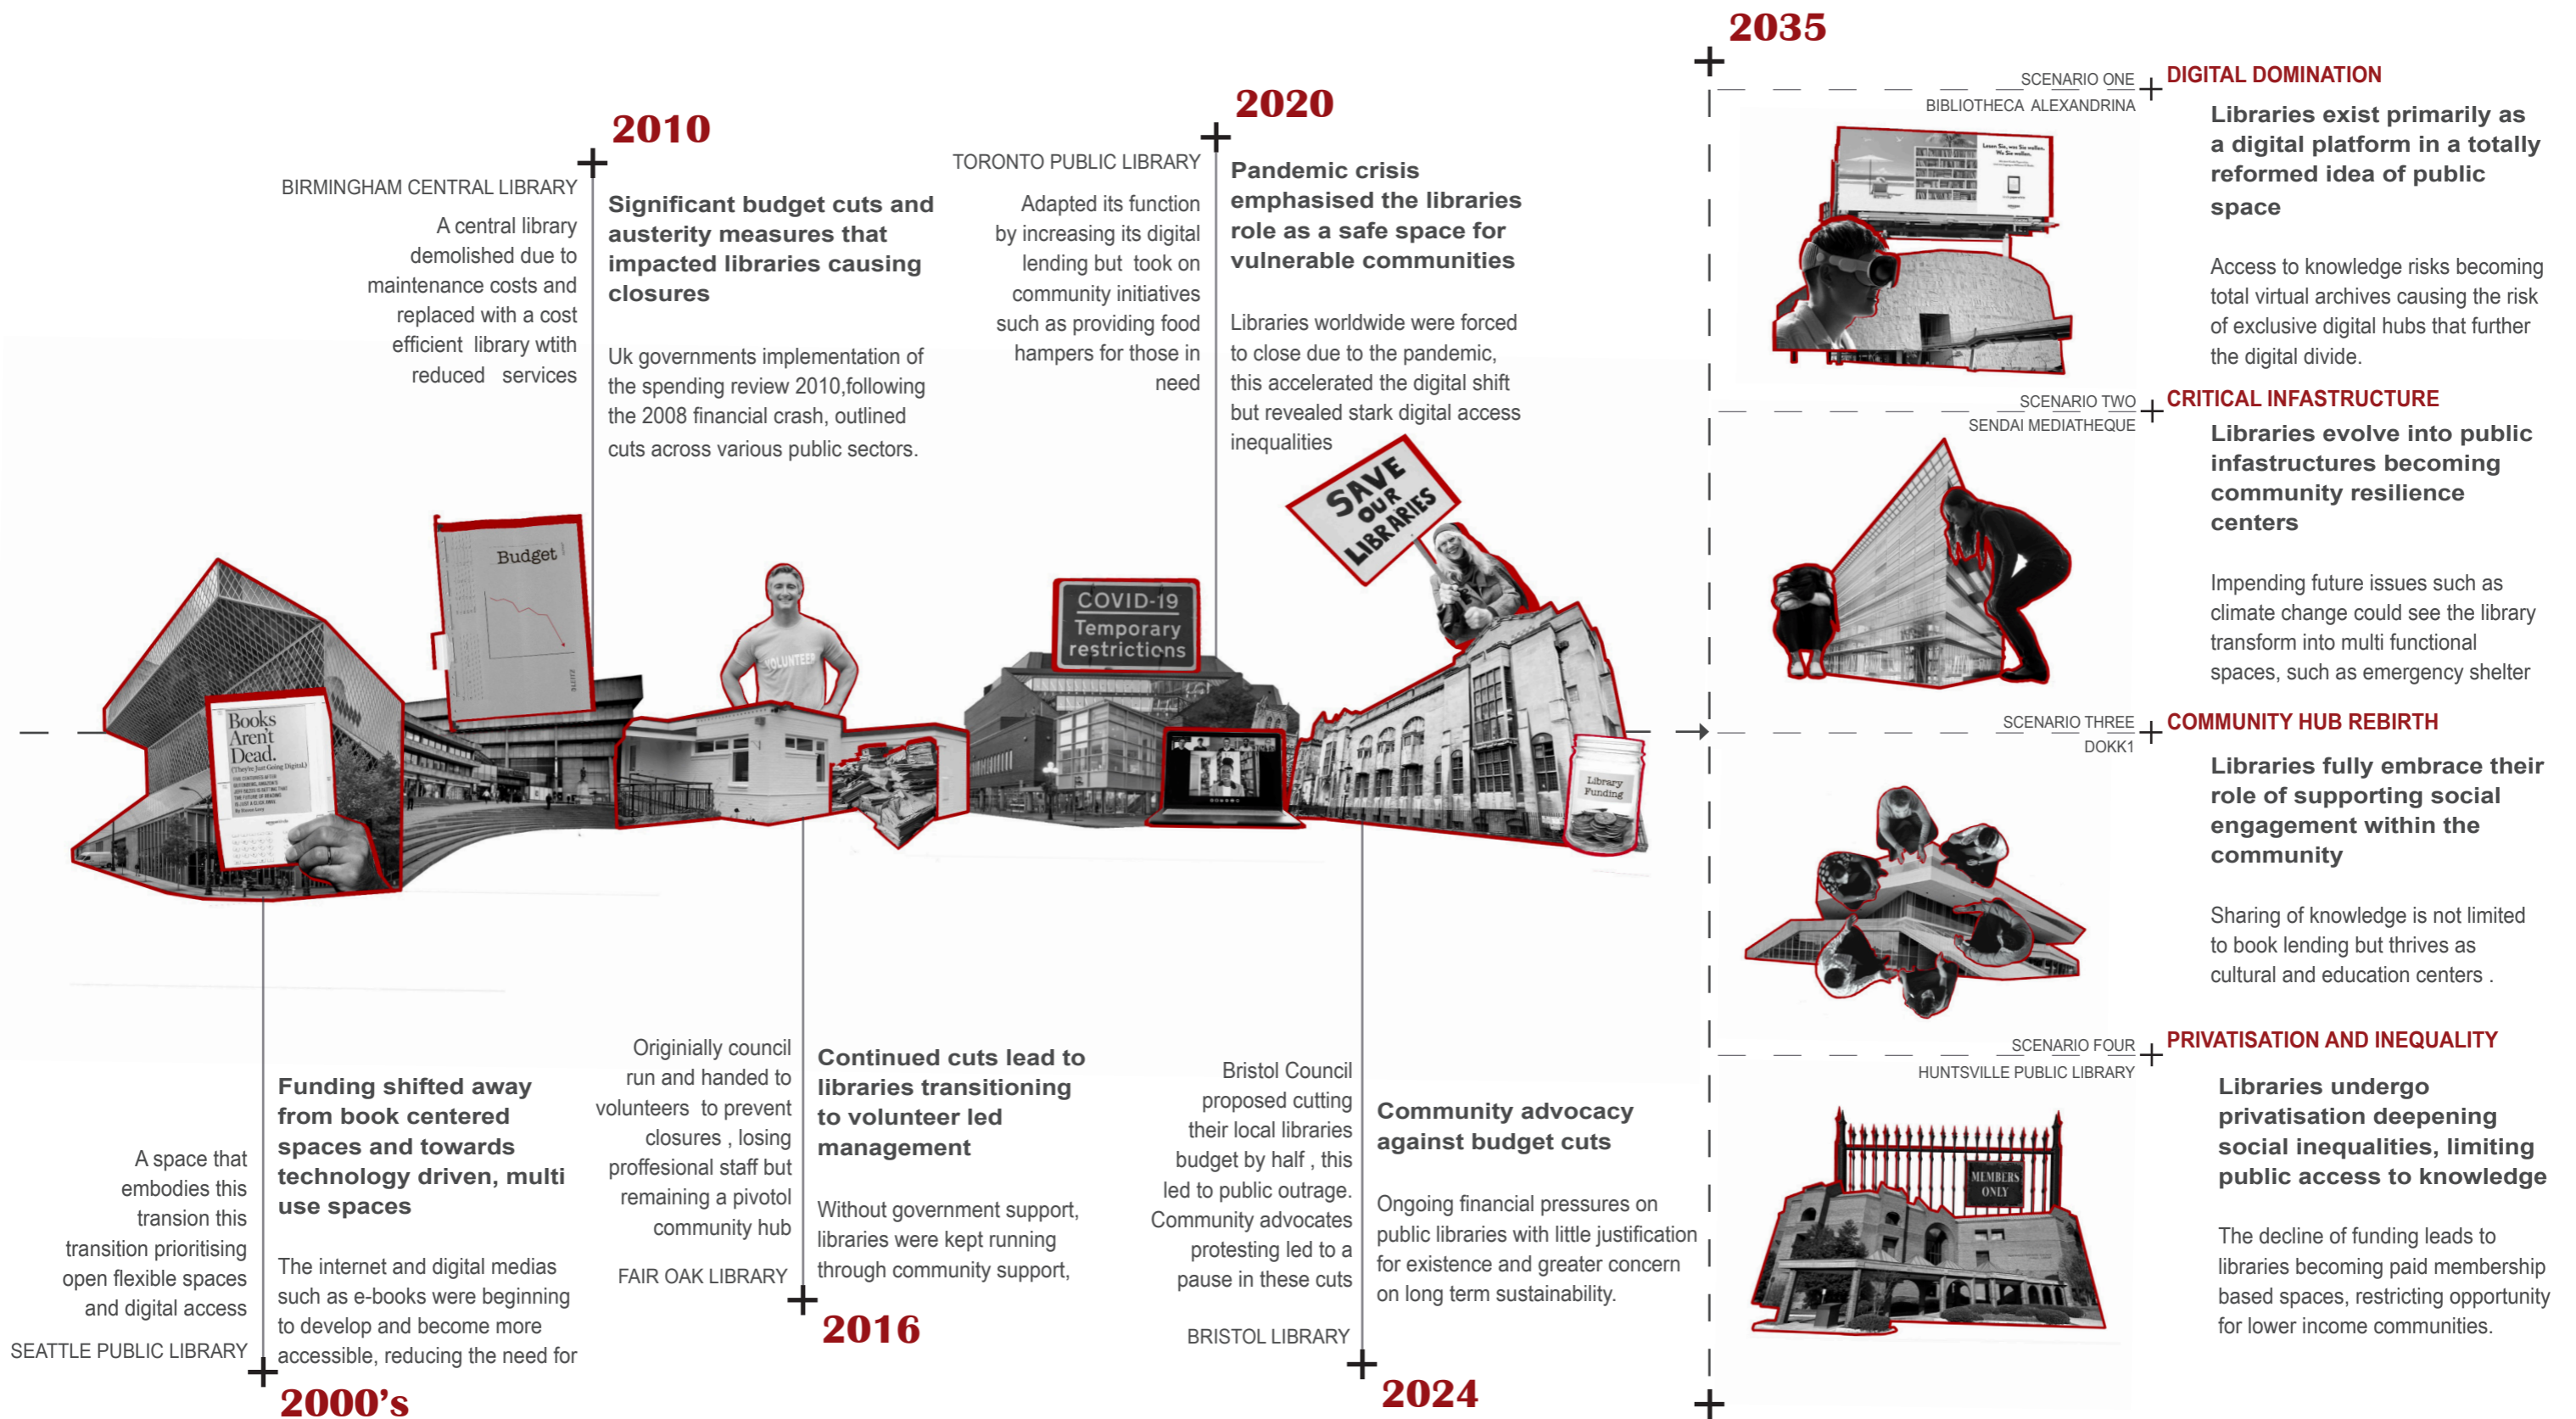 2010
BIRMINGHAM CENTRAL LIBRARY
A central library
demolished due to
maintenance costs and
replaced with a cost
efficient library wtith
reduced services
Significant budget cuts and
austerity measures that
impacted libraries causing
closures
Uk governments implementation of
the spending review 2010,following
the 2008 financial crash, outlined
cuts across various public sectors.
2020
TORONTO PUBLIC LIBRARY
Adapted its function
by increasing its digital
lending but took on
community initiatives
such as providing food
hampers for those in
need
Pandemic crisis
emphasised the libraries
role as a safe space for
vulnerable communities
Libraries worldwide were forced
to close due to the pandemic,
this accelerated the digital shift
but revealed stark digital access
inequalities
Budget
Books
Arent
Dead.
(They're Just Going Digital)
VOLUNTEER
COVID-19
Temporary
restrictions
SAVE
OUR
LIBRARIES
Library
Funding
A space that
embodies this
transion this
transition prioritising
open flexible spaces
and digital access
SEATTLE PUBLIC LIBRARY
Funding shifted away
from book centered
spaces and towards
technology driven, multi
use spaces
The internet and digital medias
such as e-books were beginning
to develop and become more
accessible, reducing the need for
2000's
Originially council
run and handed to
volunteers to prevent
closures , losing
proffesional staff but
remaining a pivotol
community hub
FAIR OAK LIBRARY
Continued cuts lead to
libraries transitioning
to volunteer led
management
Without government support,
libraries were kept running
through community support,
2016
Bristol Council
proposed cutting
their local libraries
budget by half , this
led to public outrage.
Community advocates
protesting led to a
pause in these cuts
BRISTOL LIBRARY
Community advocacy
against budget cuts
Ongoing financial pressures on
public libraries with little justification
for existence and greater concern
on long term sustainability.
2024
2035
SCENARIO ONE
BIBLIOTHECA ALEXANDRINA
DIGITAL DOMINATION
Libraries exist primarily as
a digital platform in a totally
reformed idea of public
space
Access to knowledge risks becoming
total virtual archives causing the risk
of exclusive digital hubs that further
the digital divide.
Lesen Sie, was Sie wollen.
Wo Sie wollen.
SCENARIO TWO
SENDAI MEDIATHEQUE
CRITICAL INFASTRUCTURE
Libraries evolve into public
infastructures becoming
community resilience
centers
Impending future issues such as
climate change could see the library
transform into multi functional
spaces, such as emergency shelter
SCENARIO THREE
DOKK1
COMMUNITY HUB REBIRTH
Libraries fully embrace their
role of supporting social
engagement within the
community
Sharing of knowledge is not limited
to book lending but thrives as
cultural and education centers .
SCENARIO FOUR
HUNTSVILLE PUBLIC LIBRARY
PRIVATISATION AND INEQUALITY
Libraries undergo
privatisation deepening
social inequalities, limiting
public access to knowledge
The decline of funding leads to
libraries becoming paid membership
based spaces, restricting opportunity
for lower income communities.
MEMBERS
ONLY